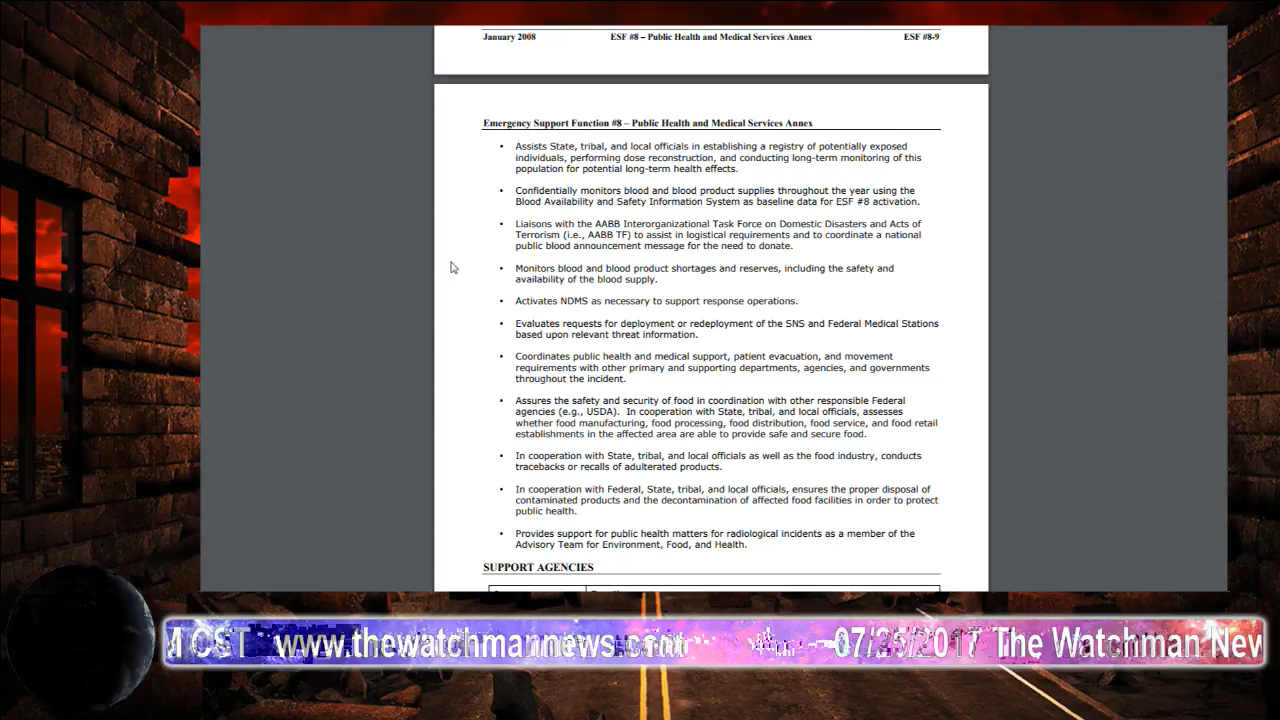 January 2008 ESF #8 – Public Health and Medical Services Annex ESF #8-9
Emergency Support Function #8 – Public Health and Medical Services Annex
• Assists State, tribal, and local officials in establishing a registry of potentially exposed
individuals, performing dose reconstruction, and conducting long-term monitoring of this
population for potential long-term health effects.
• Confidentially monitors blood and blood product supplies throughout the year using the
Blood Availability and Safety Information System as baseline data for ESF #8 activation.
• Liaisons with the AABB Interorganizational Task Force on Domestic Disasters and Acts of
Terrorism (i.e., AABB TF) to assist in logistical requirements and to coordinate a national
public blood announcement message for the need to donate.
• Monitors blood and blood product shortages and reserves, including the safety and
availability of the blood supply.
• Activates NDMS as necessary to support response operations.
• Evaluates requests for deployment or redeployment of the SNS and Federal Medical Stations
based upon relevant threat information.
• Coordinates public health and medical support, patient evacuation, and movement
requirements with other primary and supporting departments, agencies, and governments
throughout the incident.
• Assures the safety and security of food in coordination with other responsible Federal
agencies (e.g., USDA). In cooperation with State, tribal, and local officials, assesses
whether food manufacturing, food processing, food distribution, food service, and food retail
establishments in the affected area are able to provide safe and secure food.
• In cooperation with State, tribal, and local officials as well as the food industry, conducts
tracebacks or recalls of adulterated products.
• In cooperation with Federal, State, tribal, and local officials, ensures the proper disposal of
contaminated products and the decontamination of affected food facilities in order to protect
public health.
• Provides support for public health matters for radiological incidents as a member of the
Advisory Team for Environment, Food, and Health.
SUPPORT AGENCIES
M CST www.thewatchmannews.com 07/25/2017 The Watchman New